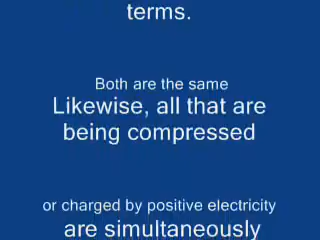 terms.
Both are the same
Likewise, all that are
being compressed
or charged by positive electricity
are simultaneously